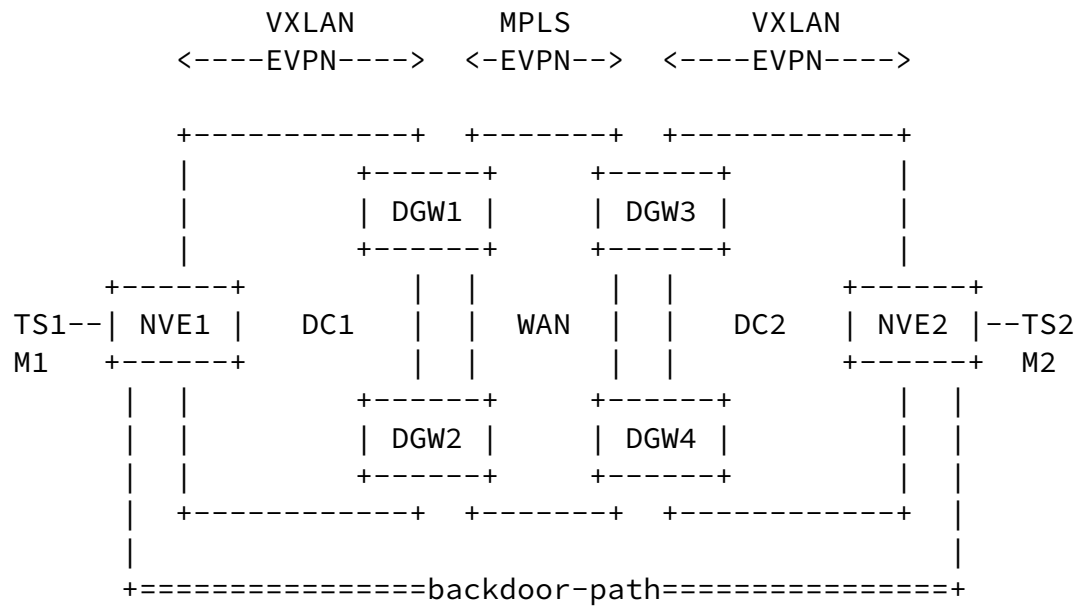 VXLAN MPLS VXLAN
<----EVPN----> <-EVPN--> <----EVPN---->
DGW1 DGW3
TS1--| NVE1 | DC1 WAN DC2 | NVE2 |--TS2
M1 M2
DGW2 DGW4
backdoor-path